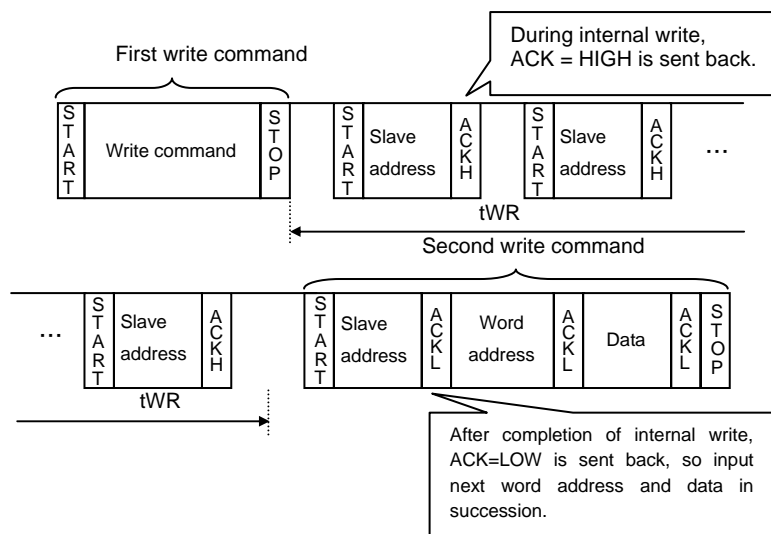 During internal write,
ACK = HIGH is sent back.
First write command
START
Write command
STOP
START
Slave
address
ACKH
START
Slave
address
ACKH
…
tWR
Second write command
…
START
Slave
address
ACKH
START
Slave
address
ACKL
Word
address
ACKL
Data
ACKL
STOP
tWR
After completion of internal write,
ACK=LOW is sent back, so input
next word address and data in
succession.